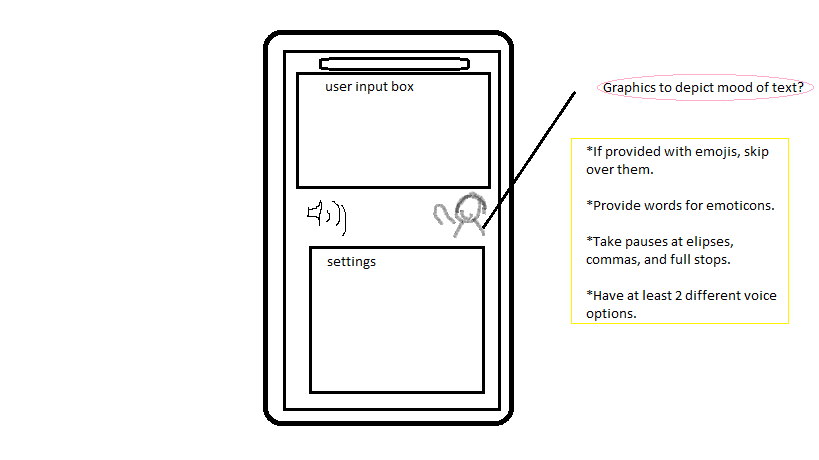 user input box
Graphics to depict mood of text?
*If provided with emojis, skip
over them.
*Provide words for emoticons.
*Take pauses at elipses,
commas, and full stops.
*Have at least 2 different voice
options.
settings